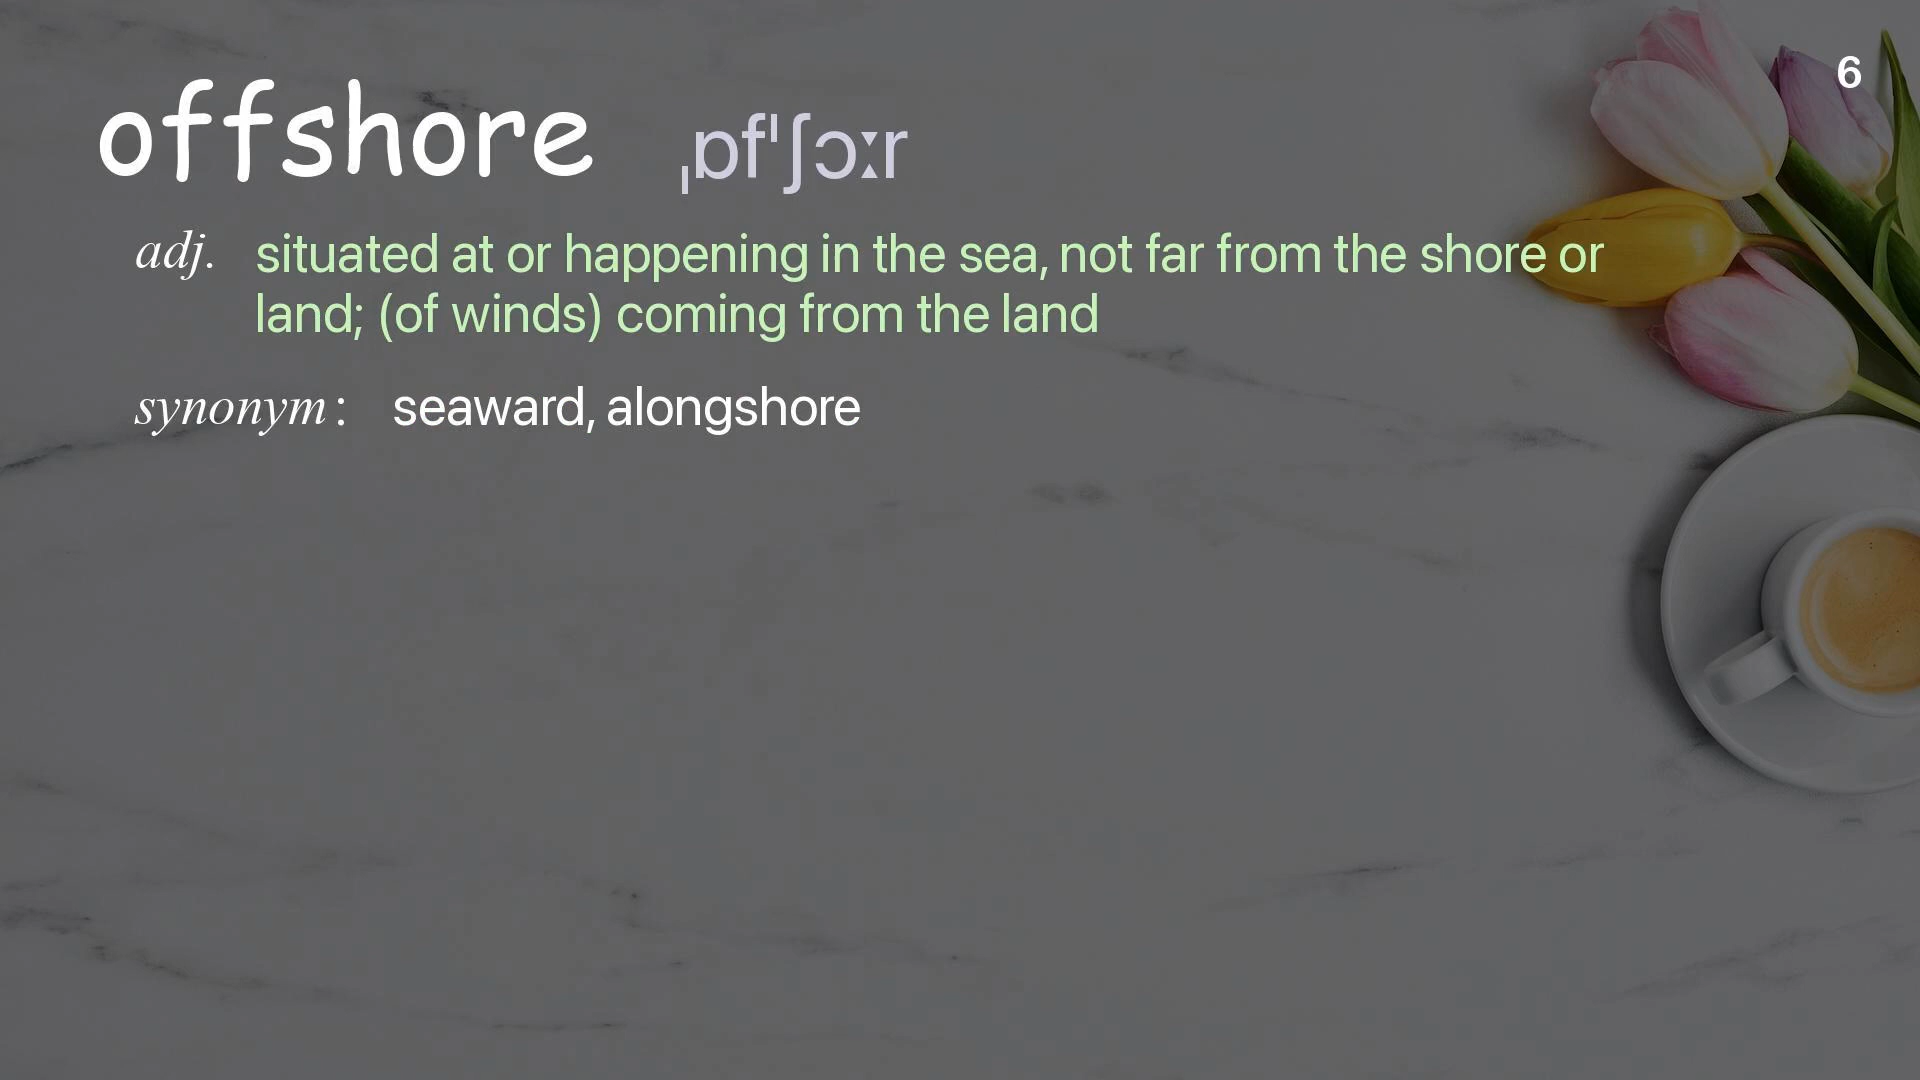 6
offshore ˌɒfˈʃɔːr
adj. situated at or happening in the sea, not far from the shore or
land; (of winds) coming from the land
synonym: seaward, alongshore